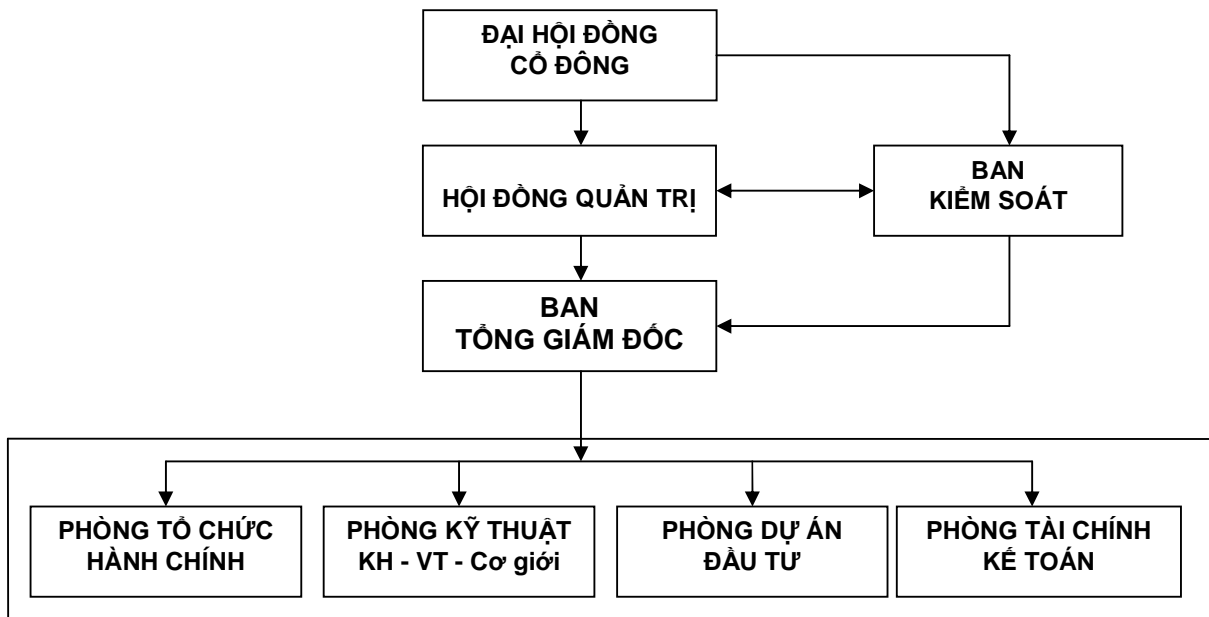 ĐẠI HỘI ĐỒNG
CỔ ĐÔNG
HỘI ĐỒNG QUẢN TRỊ
BAN
KIỂM SOÁT
BAN
TỔNG GIÁM ĐỐC
PHÒNG TỔ CHỨC
HÀNH CHÍNH
PHÒNG KỸ THUẬT
KH - VT - Cơ giới
PHÒNG DỰ ÁN
ĐẦU TƯ
PHÒNG TÀI CHÍNH
KẾ TOÁN